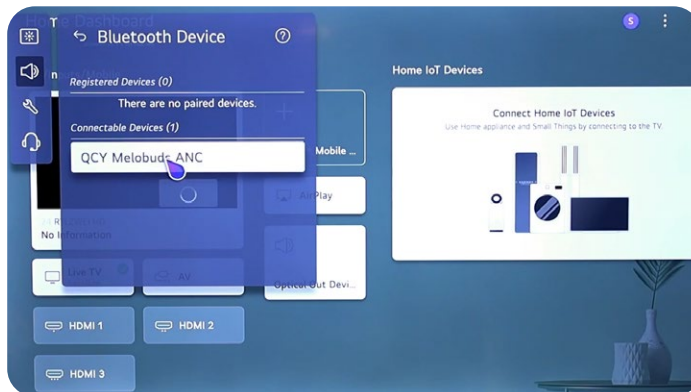 Home Dashboard
S
Bluetooth Device
Registered Devices (0)
There are no paired devices.
Connectable Devices (1)
QCY Melobuds ANC
Mobile ...
AirPlay
No Information
Live TV
AV
Optical Out Devi...
HDMI 1
HDMI 2
HDMI 3
Home IoT Devices
Connect Home IoT Devices
Use Home appliance and Small Things by connecting to the TV.